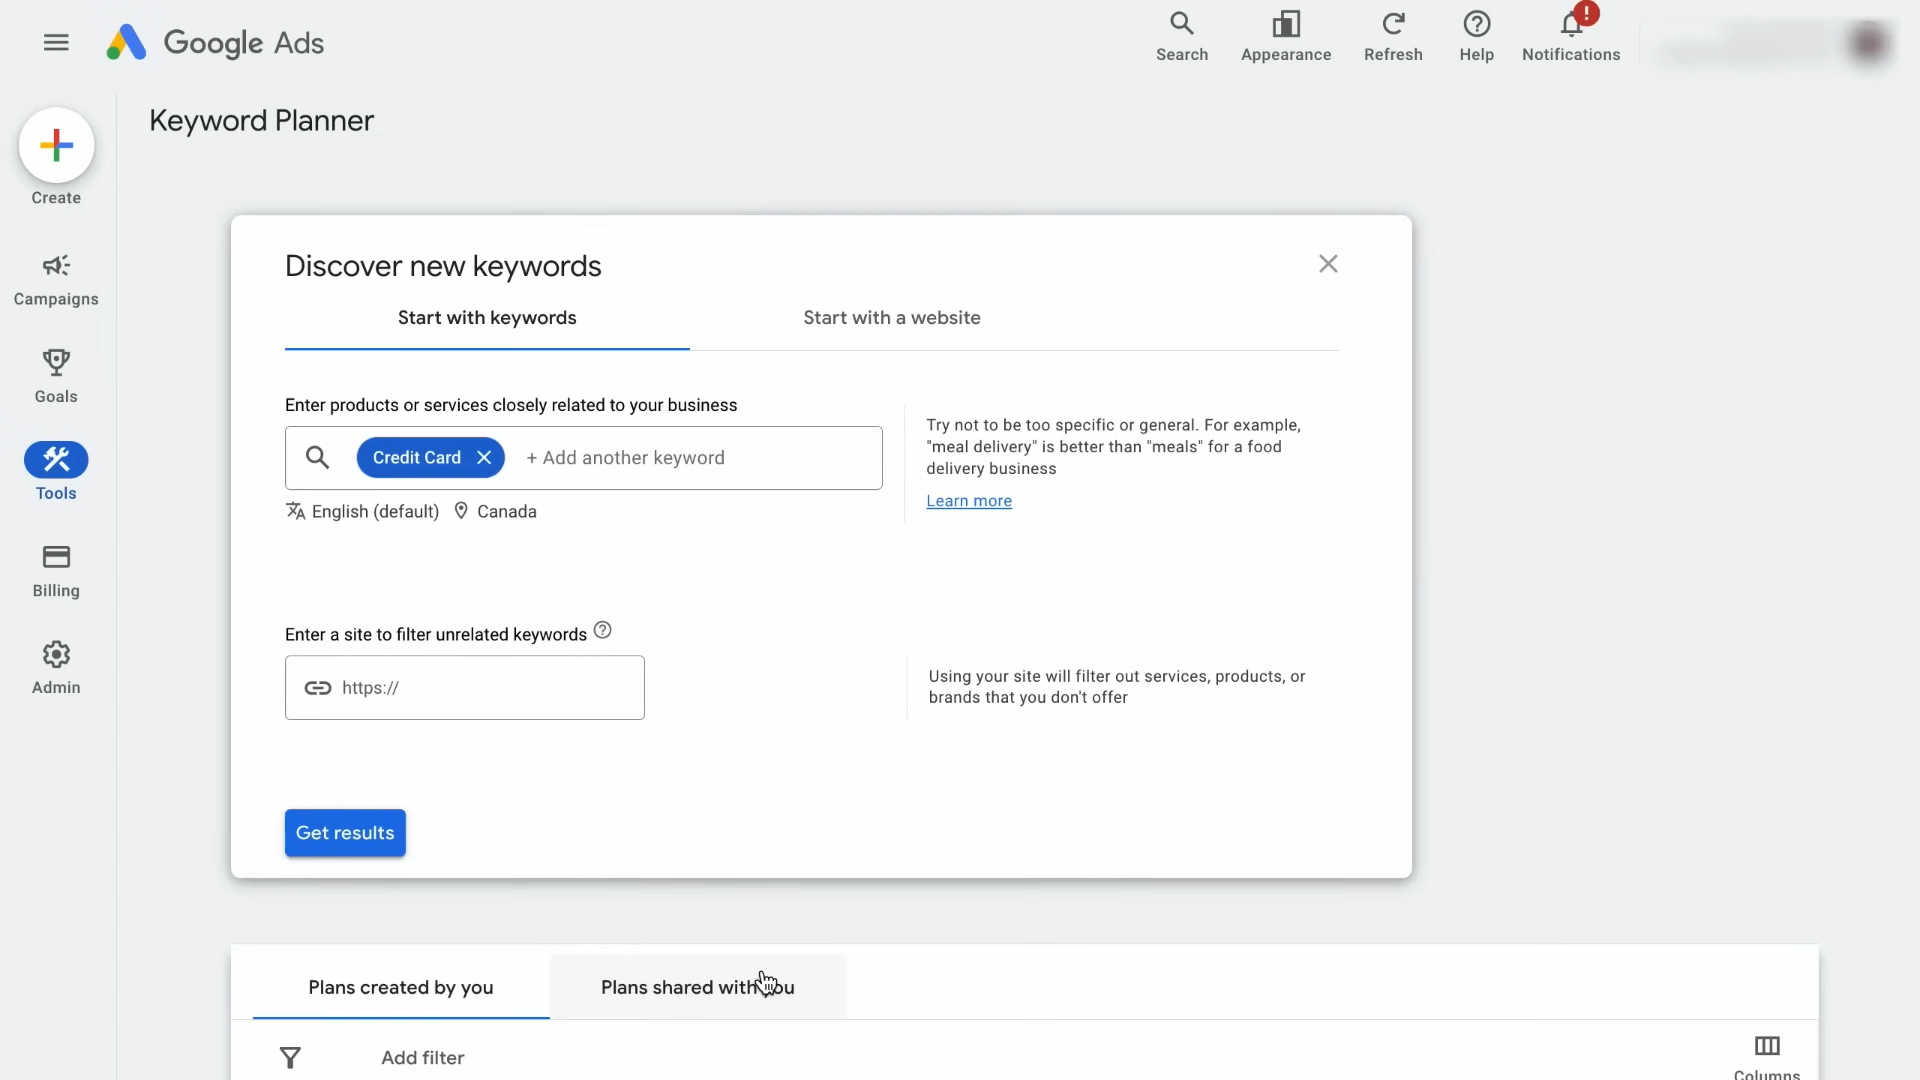 Google Ads
Search
Appearance
Refresh
Help
!
Notifications
Create
Campaigns
Goals
Tools
Billing
Admin
Keyword Planner
Discover new keywords
Start with keywords
Start with a website
Enter products or services closely related to your business
Credit Card
+ Add another keyword
English (default)
Canada
Try not to be too specific or general. For example,
"meal delivery" is better than "meals" for a food
delivery business
Learn more
Enter a site to filter unrelated keywords
https://
Using your site will filter out services, products, or
brands that you don't offer
Get results
Plans created by you
Plans shared with you
Add filter
Columns